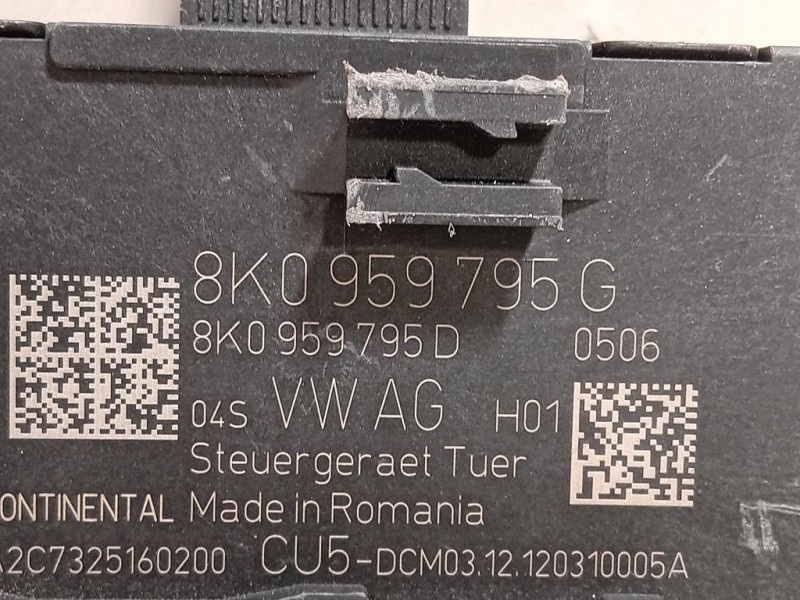 8K0 959 795 G
8K0 959 795 D 0506
04S VW AG H01
Steuergeraet Tuer
ONTINENTAL Made in Romania
A2C7325160200 CU5-DCM03.12.120310005A